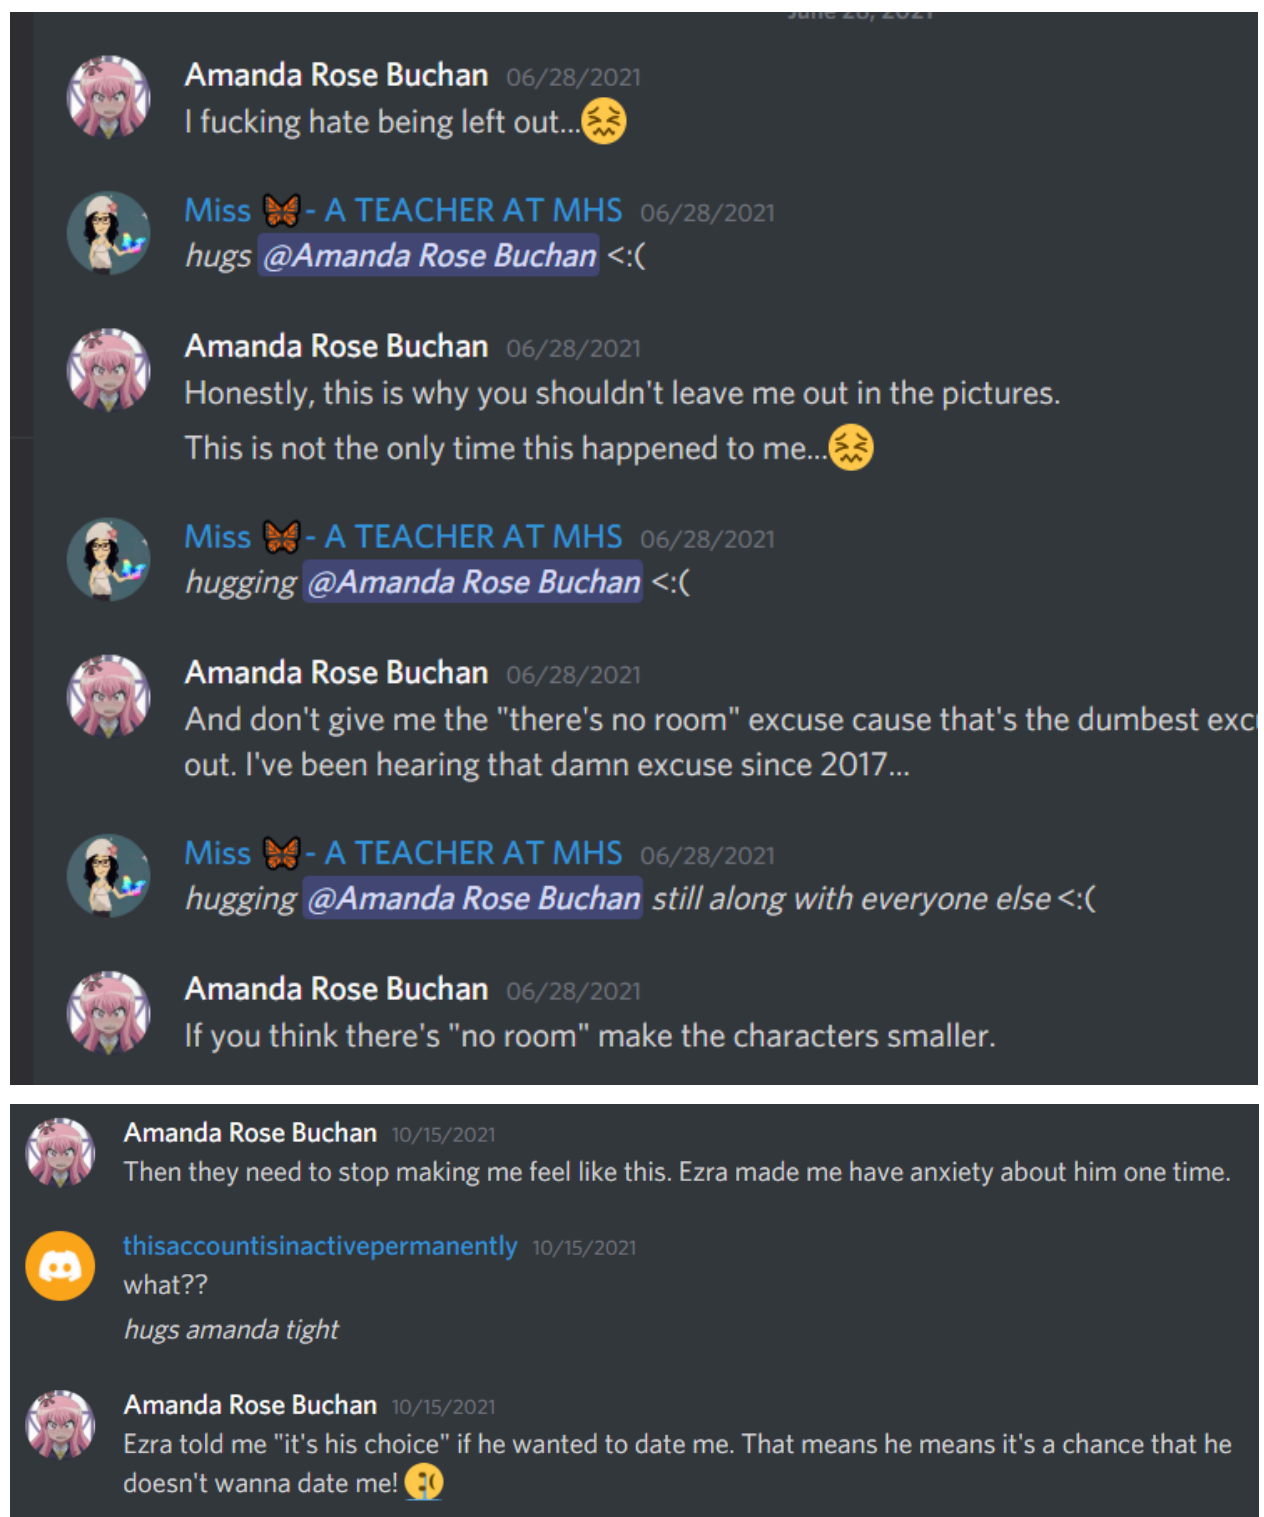 June 28, 2021
Amanda Rose Buchan 06/28/2021
I fucking hate being left out...😖
Miss 🦋- A TEACHER AT MHS 06/28/2021
hugs @Amanda Rose Buchan <:(
Amanda Rose Buchan 06/28/2021
Honestly, this is why you shouldn't leave me out in the pictures.
This is not the only time this happened to me...😖
Miss 🦋- A TEACHER AT MHS 06/28/2021
hugging @Amanda Rose Buchan <:(
Amanda Rose Buchan 06/28/2021
And don't give me the "there's no room" excuse cause that's the dumbest
out. I've been hearing that damn excuse since 2017...
Miss 🦋- A TEACHER AT MHS 06/28/2021
hugging @Amanda Rose Buchan still along with everyone else <:(
Amanda Rose Buchan 06/28/2021
If you think there's "no room" make the characters smaller.
Amanda Rose Buchan 10/15/2021
Then they need to stop making me feel like this. Ezra made me have anxiety about him one time.
thisaccountisinactivepermanently 10/15/2021
what??
hugs amanda tight
Amanda Rose Buchan 10/15/2021
Ezra told me "it's his choice" if he wanted to date me. That means he means it's a chance that he
doesn't wanna date me!